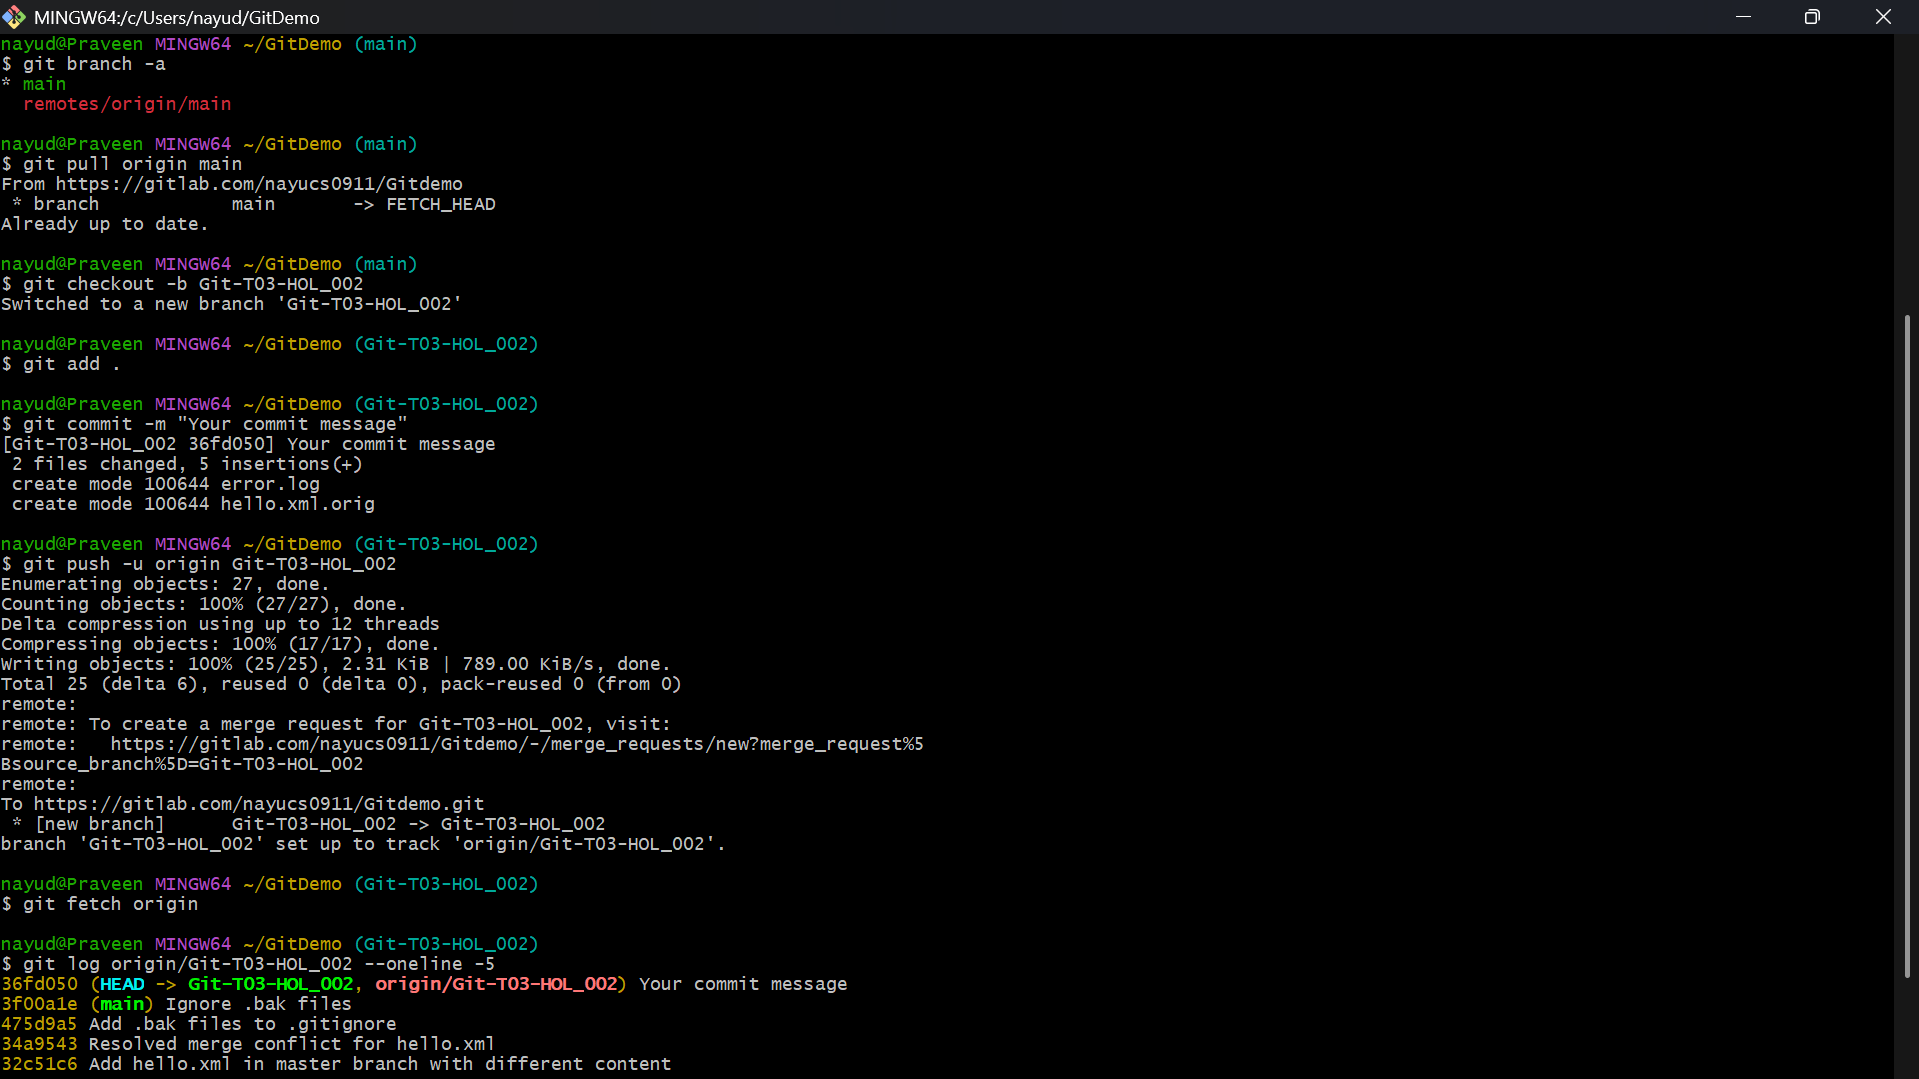 MINGW64:/c/Users/nayud/GitDemo
nayud@Praveen MINGW64 ~/GitDemo (main)
$ git branch -a
* main
  remotes/origin/main
nayud@Praveen MINGW64 ~/GitDemo (main)
$ git pull origin main
From https://gitlab.com/nayucs0911/Gitdemo
 * branch            main       -> FETCH_HEAD
Already up to date.
nayud@Praveen MINGW64 ~/GitDemo (main)
$ git checkout -b Git-T03-HOL_002
Switched to a new branch 'Git-T03-HOL_002'
nayud@Praveen MINGW64 ~/GitDemo (Git-T03-HOL_002)
$ git add .
nayud@Praveen MINGW64 ~/GitDemo (Git-T03-HOL_002)
$ git commit -m "Your commit message"
[Git-T03-HOL_002 36fd050] Your commit message
 2 files changed, 5 insertions(+)
 create mode 100644 error.log
 create mode 100644 hello.xml.orig
nayud@Praveen MINGW64 ~/GitDemo (Git-T03-HOL_002)
$ git push -u origin Git-T03-HOL_002
Enumerating objects: 27, done.
Counting objects: 100% (27/27), done.
Delta compression using up to 12 threads
Compressing objects: 100% (17/17), done.
Writing objects: 100% (25/25), 2.31 KiB | 789.00 KiB/s, done.
Total 25 (delta 6), reused 0 (delta 0), pack-reused 0 (from 0)
remote:
remote: To create a merge request for Git-T03-HOL_002, visit:
remote:   https://gitlab.com/nayucs0911/Gitdemo/-/merge_requests/new?merge_request%5
Bsource_branch%5D=Git-T03-HOL_002
remote:
To https://gitlab.com/nayucs0911/Gitdemo.git
 * [new branch]      Git-T03-HOL_002 -> Git-T03-HOL_002
branch 'Git-T03-HOL_002' set up to track 'origin/Git-T03-HOL_002'.
nayud@Praveen MINGW64 ~/GitDemo (Git-T03-HOL_002)
$ git fetch origin
nayud@Praveen MINGW64 ~/GitDemo (Git-T03-HOL_002)
$ git log origin/Git-T03-HOL_002 --oneline -5
36fd050 (HEAD -> Git-T03-HOL_002, origin/Git-T03-HOL_002) Your commit message
3f00a1e (main) Ignore .bak files
475d9a5 Add .bak files to .gitignore
34a9543 Resolved merge conflict for hello.xml
32c51c6 Add hello.xml in master branch with different content